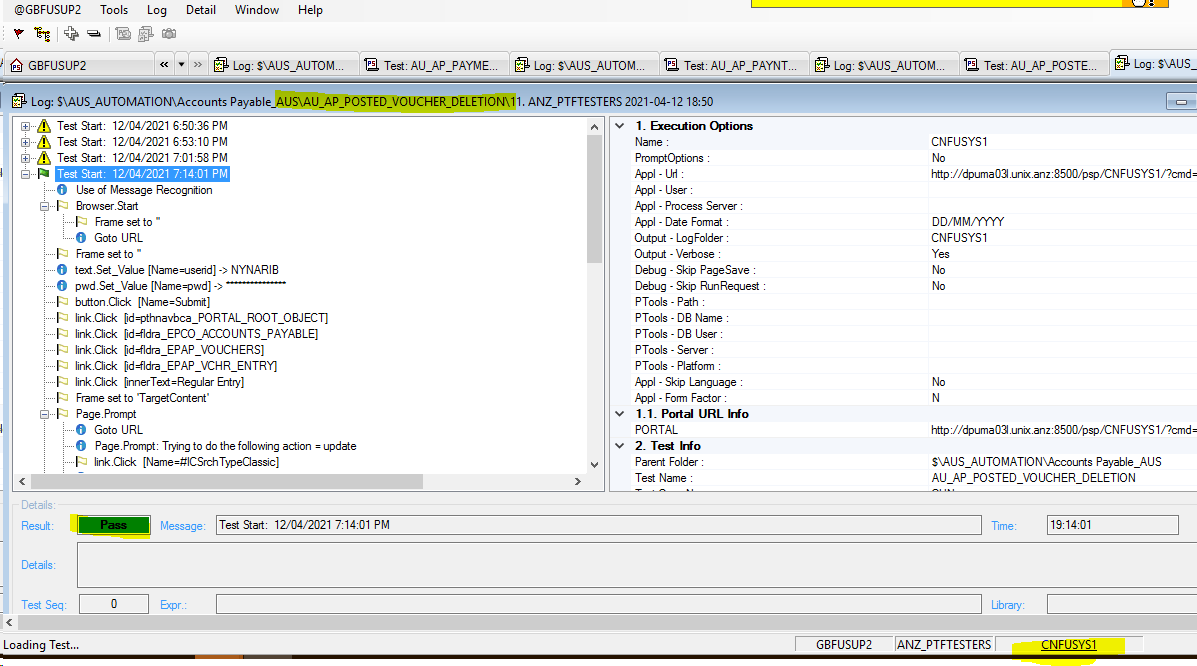 @GBFUSUP2 Tools Log Detail Window Help
GBFUSUP2 « » Log: $\AUS_AUTOM... Test: AU_AP_PAYME... Log: $\AUS_AUTOM... Test: AU_AP_PAYNT... Log: $\AUS_AUTOM... Test: AU_AP_POSTE... Log: $\AUS_
Log: $\AUS_AUTOMATION\Accounts Payable_AUS\AU_AP_POSTED_VOUCHER_DELETION\11. ANZ_PTFTESTERS 2021-04-12 18:50
Test Start: 12/04/2021 6:50:36 PM
Test Start: 12/04/2021 6:53:10 PM
Test Start: 12/04/2021 7:01:58 PM
Test Start: 12/04/2021 7:14:01 PM
Use of Message Recognition
Browser.Start
Frame set to ''
Goto URL
Frame set to ''
text.Set_Value [Name=userid] -> NYNARIB
pwd.Set_Value [Name=pwd] -> ***************
button.Click [Name=Submit]
link.Click [id=pthnavbca_PORTAL_ROOT_OBJECT]
link.Click [id=fldra_EPCO_ACCOUNTS_PAYABLE]
link.Click [id=fldra_EPAP_VOUCHERS]
link.Click [id=fldra_EPAP_VCHR_ENTRY]
link.Click [innerText=Regular Entry]
Frame set to 'TargetContent'
Page.Prompt
Goto URL
Page.Prompt: Trying to do the following action = update
link.Click [Name=#ICSrchTypeClassic]
1. Execution Options
Name : CNFUSYS1
PromptOptions : No
Appl - Url : http://dpuma03l.unix.anz:8500/psp/CNFUSYS1/?cmd=
Appl - User :
Appl - Process Server :
Appl - Date Format : DD/MM/YYYY
Output - LogFolder : CNFUSYS1
Output - Verbose : Yes
Debug - Skip PageSave : No
Debug - Skip RunRequest : No
PTools - Path :
PTools - DB Name :
PTools - DB User :
PTools - Server :
PTools - Platform :
Appl - Skip Language : No
Appl - Form Factor : N
1.1. Portal URL Info
PORTAL http://dpuma03l.unix.anz:8500/psp/CNFUSYS1/?cmd=
2. Test Info
Parent Folder : $\AUS_AUTOMATION\Accounts Payable_AUS
Test Name : AU_AP_POSTED_VOUCHER_DELETION
Details:
Result: Pass Message: Test Start: 12/04/2021 7:14:01 PM Time: 19:14:01
Details:
Test Seq: 0 Expr.: Library:
Loading Test... GBFUSUP2 ANZ_PTFTESTERS CNFUSYS1